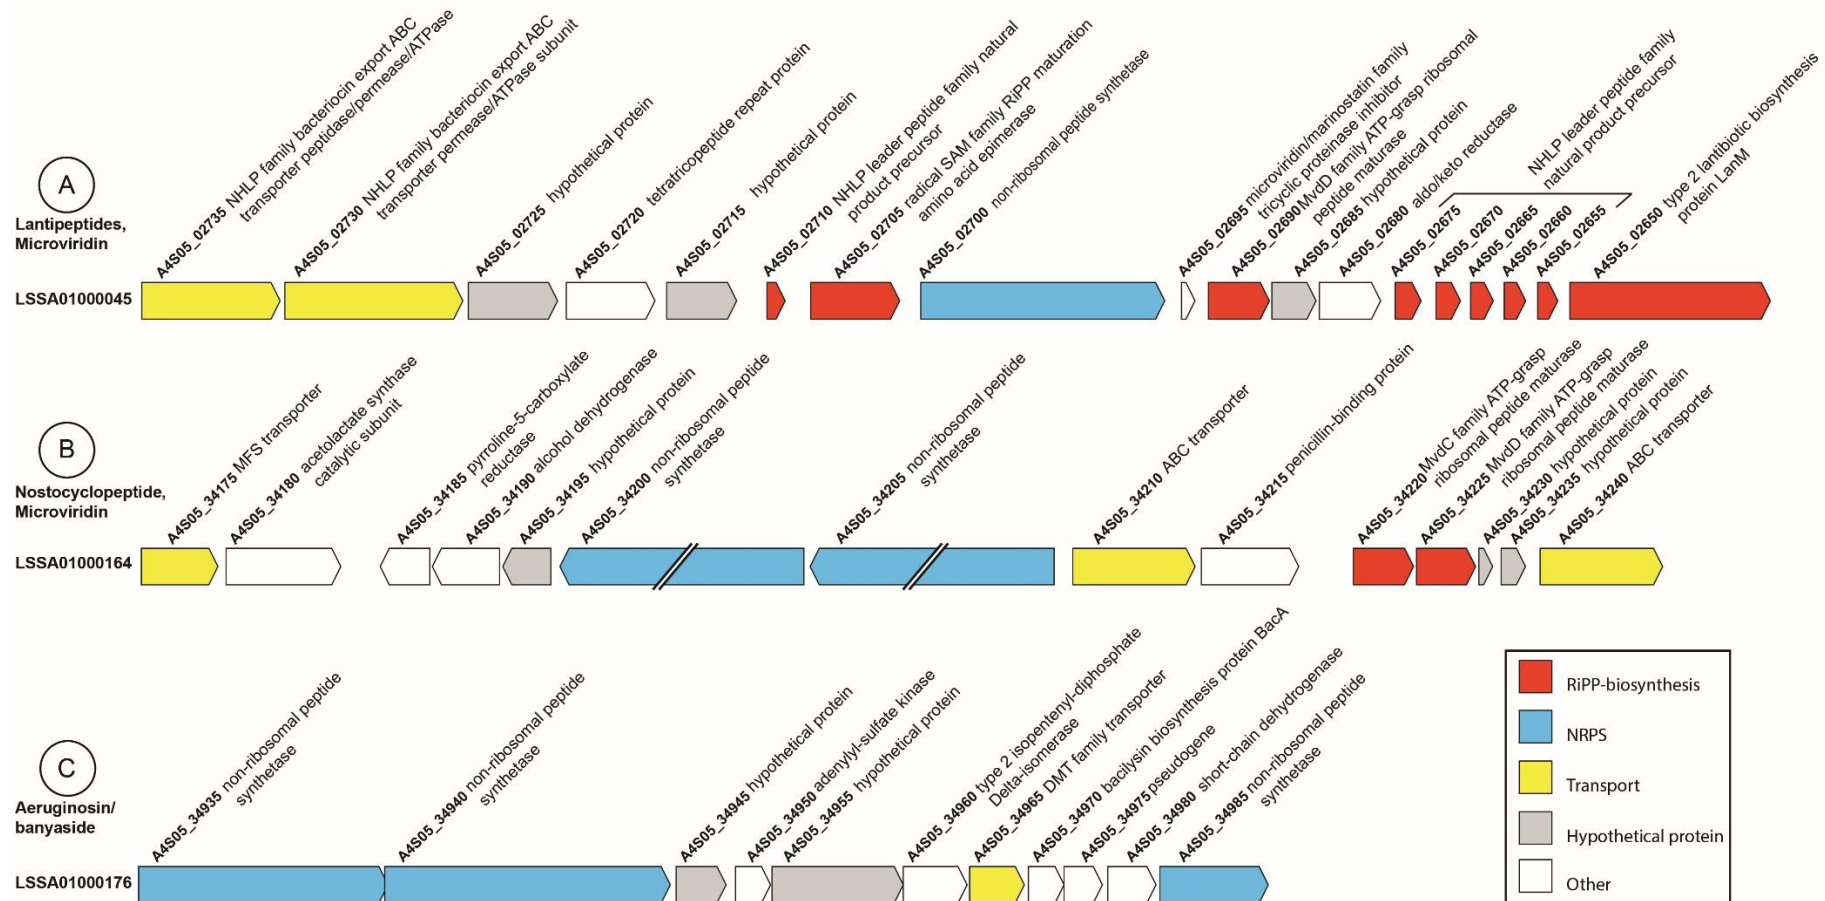 A4S05_02735 NHLP family bacteriocin export ABC
transporter peptidase/permease/ATPase
A4S05_02730 NHLP family bacteriocin export ABC
transporter permease/ATPase subunit
A4S05_02725 hypothetical protein
A4S05_02720 tetratricopeptide repeat protein
A4S05_02715 hypothetical protein
A4S05_02710 NHLP leader peptide family natural
product precursor
A4S05_02705 radical SAM family RiPP maturation
amino acid epimerase
A4S05_02700 non-ribosomal peptide synthetase
A4S05_02695 microviridin/marinostatin family
tricyclic proteinase inhibitor
A4S05_02690 MvdD family ATP-grasp ribosomal
peptide maturase
A4S05_02685 hypothetical protein
A4S05_02680 aldo/keto reductase
A4S05_02675
A4S05_02670
A4S05_02665
A4S05_02660
A4S05_02655
NHLP leader peptide family
natural product precursor
A4S05_02650 type 2 lantibiotic biosynthesis
protein LanM
A
Lantipeptides,
Microviridin
LSSA01000045
A4S05_34175 MFS transporter
A4S05_34180 acetolactate synthase
catalytic subunit
A4S05_34185 pyrroline-5-carboxylate
reductase
A4S05_34190 alcohol dehydrogenase
A4S05_34195 hypothetical protein
A4S05_34200 non-ribosomal peptide
synthetase
A4S05_34205 non-ribosomal peptide
synthetase
A4S05_34210 ABC transporter
A4S05_34215 penicillin-binding protein
A4S05_34220 MvdC family ATP-grasp
ribosomal peptide maturase
A4S05_34225 MvdD family ATP-grasp
ribosomal peptide maturase
A4S05_34230 hypothetical protein
A4S05_34235 hypothetical protein
A4S05_34240 ABC transporter
B
Nostocyclopeptide,
Microviridin
LSSA01000164
A4S05_34935 non-ribosomal peptide
synthetase
A4S05_34940 non-ribosomal peptide
synthetase
A4S05_34945 hypothetical protein
A4S05_34950 adenylyl-sulfate kinase
A4S05_34955 hypothetical protein
A4S05_34960 type 2 isopentenyl-diphosphate
Delta-isomerase
A4S05_34965 DMT family transporter
A4S05_34970 bacilysin biosynthesis protein BacA
A4S05_34975 pseudogene
A4S05_34980 short-chain dehydrogenase
A4S05_34985 non-ribosomal peptide
synthetase
C
Aeruginosin/
banyaside
LSSA01000176
RiPP-biosynthesis
NRPS
Transport
Hypothetical protein
Other